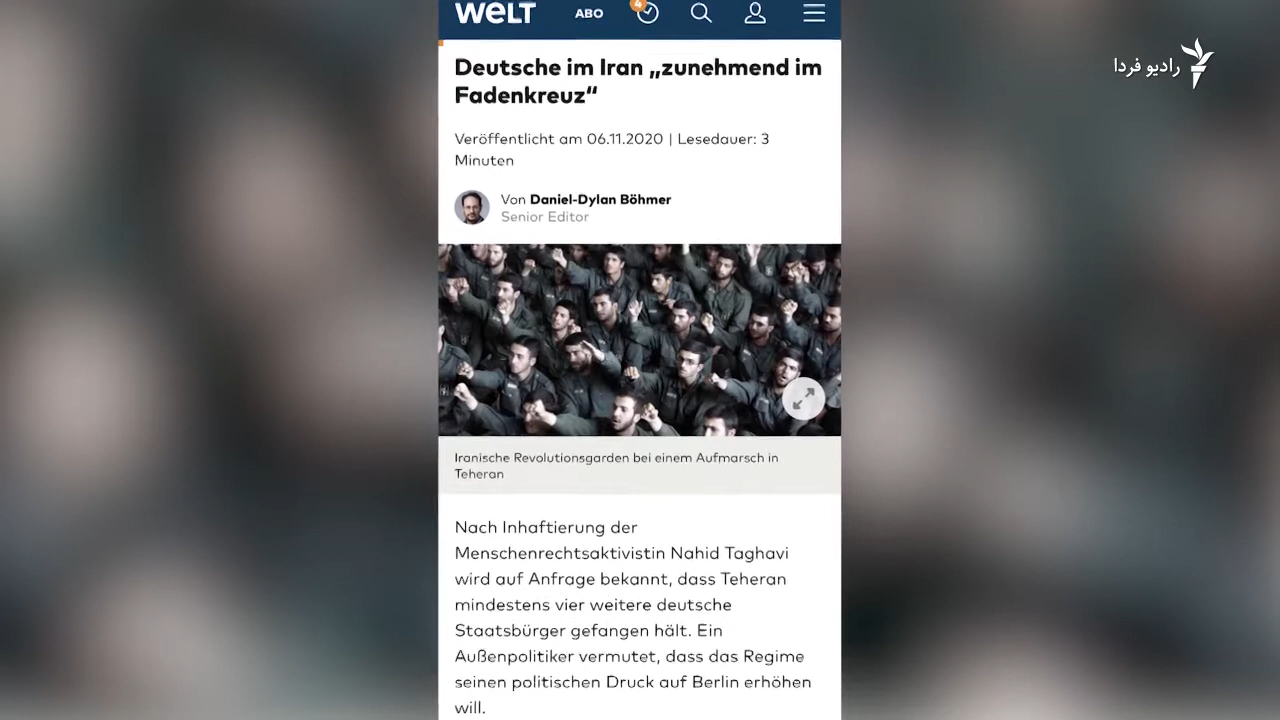 welt
ABO
4
راديو فردا
Deutsche im Iran „zunehmend im
Fadenkreuz“
Veröffentlicht am 06.11.2020 | Lesedauer: 3
Minuten
Von Daniel-Dylan Böhmer
Senior Editor
Iranische Revolutionsgarden bei einem Aufmarsch in
Teheran
Nach Inhaftierung der
Menschenrechtsaktivistin Nahid Taghavi
wird auf Anfrage bekannt, dass Teheran
mindestens vier weitere deutsche
Staatsbürger gefangen hält. Ein
Außenpolitiker vermutet, dass das Regime
seinen politischen Druck auf Berlin erhöhen
will.